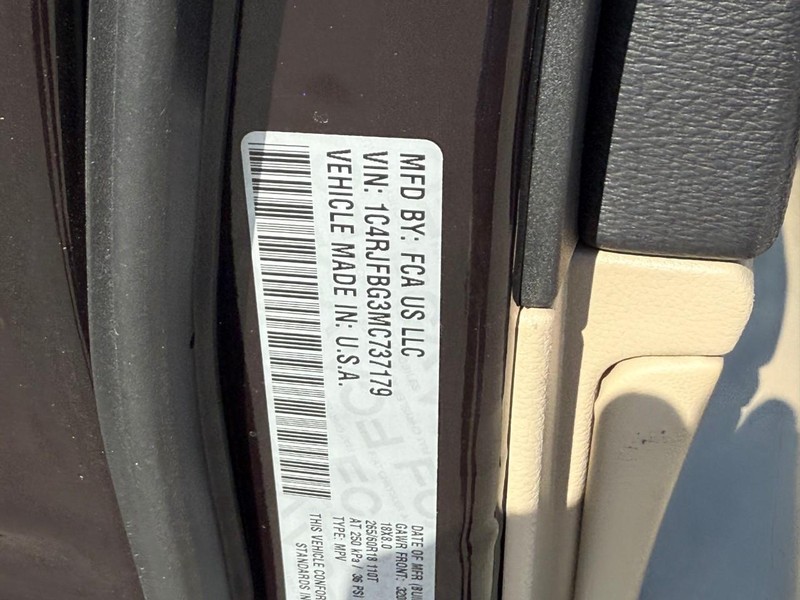 MFD BY: FCA US LLC
VIN: 1C4RJFBG3MC737179
VEHICLE MADE IN: U.S.A.
DATE OF MFR
GAWR FRONT:
18X8.0
265/60R18 110T
AT 250 kPa / 36 PSI
TYPE: MPV
THIS VEHICLE
STANDARDS IN